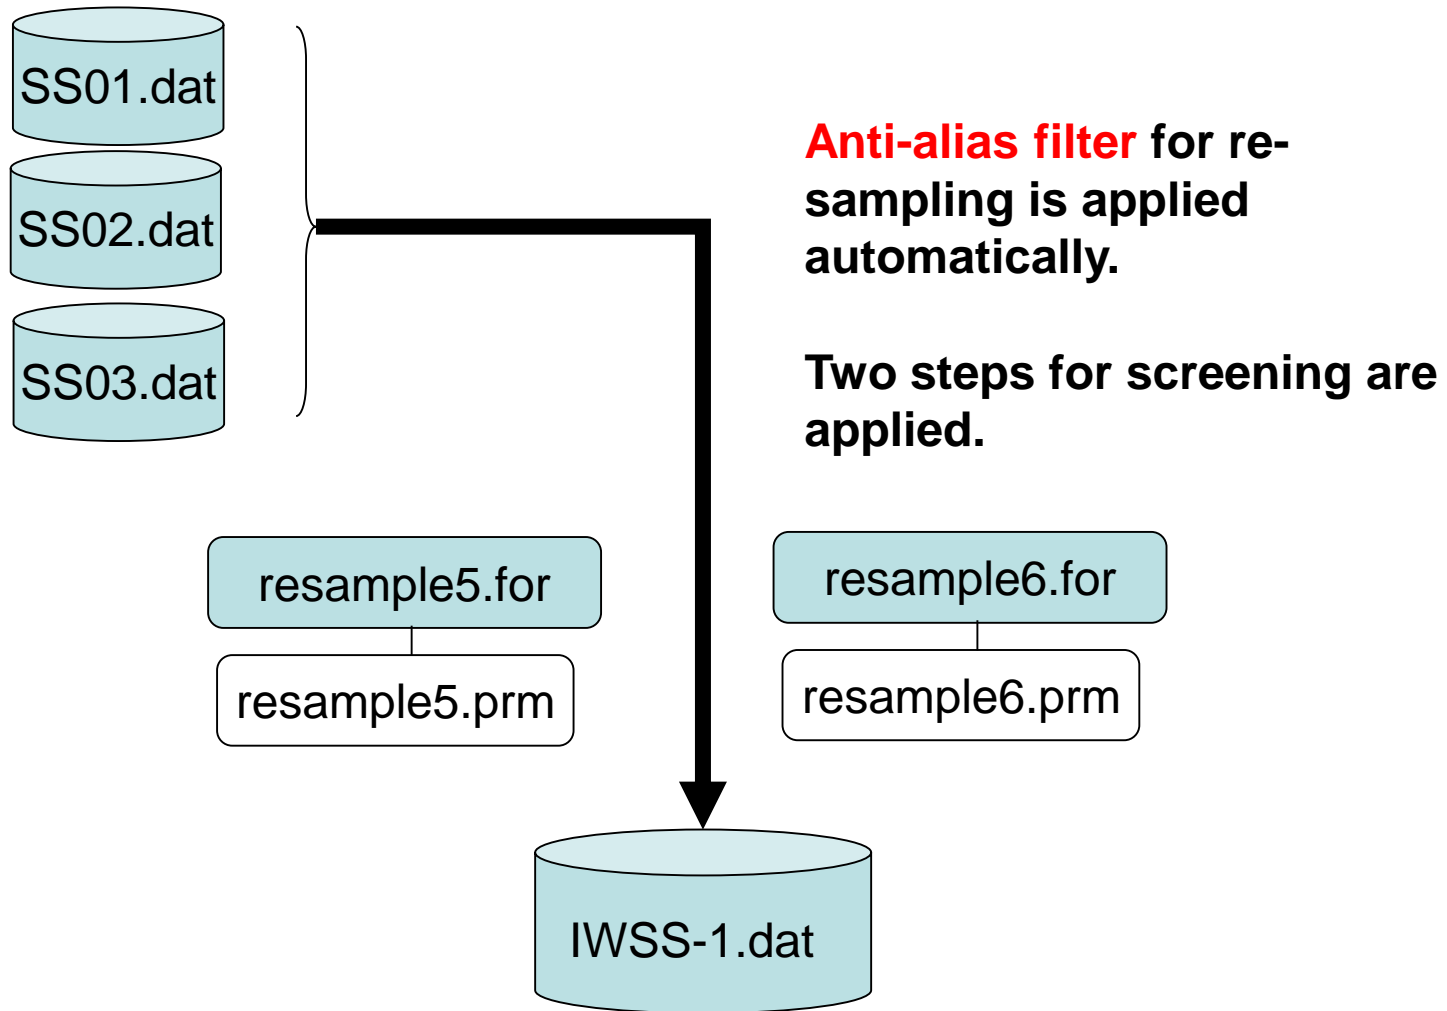 SS01.dat
SS02.dat
SS03.dat
Anti-alias filter for re-
sampling is applied
automatically.
Two steps for screening are
applied.
resample5.for
resample5.prm
resample6.for
resample6.prm
IWSS-1.dat